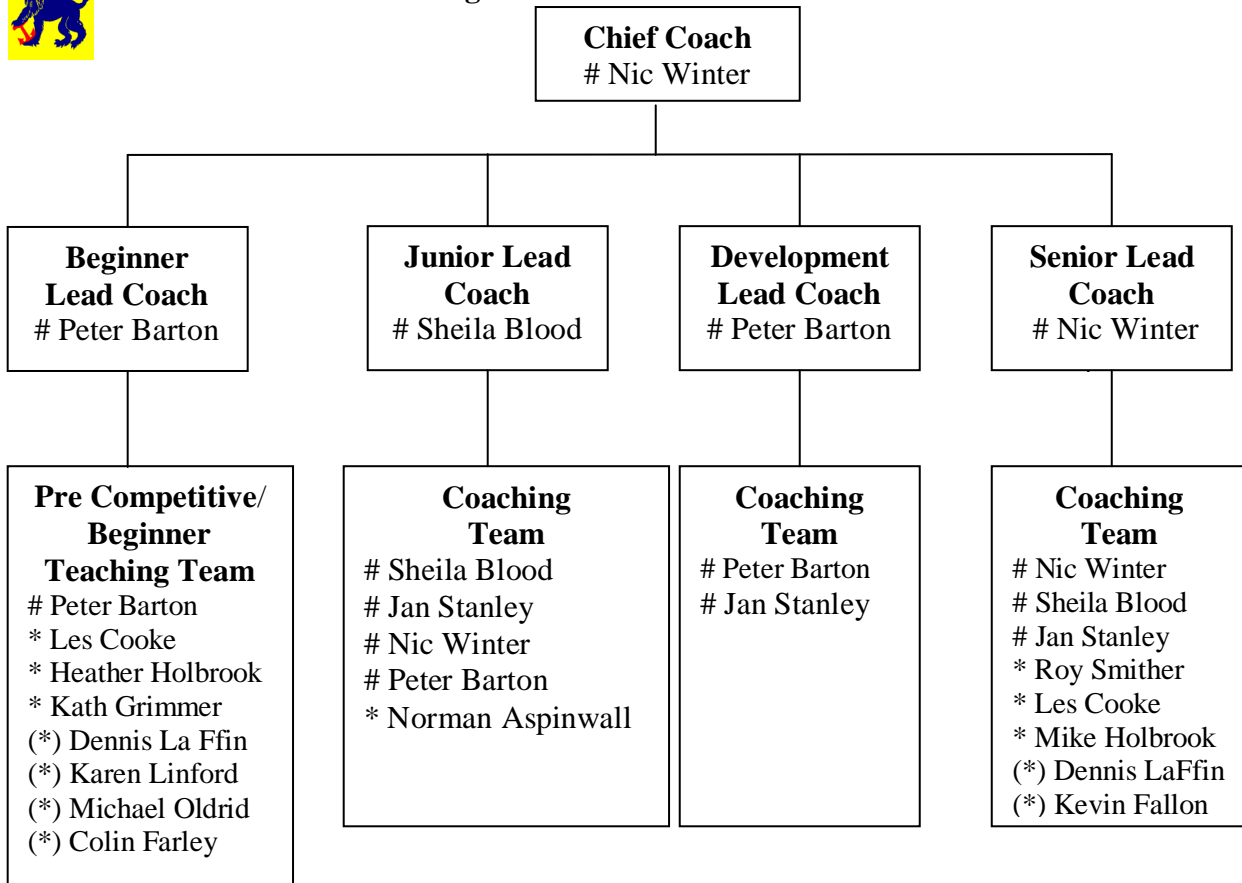 Chief Coach
# Nic Winter
Beginner
Lead Coach
# Peter Barton
Junior Lead
Coach
# Sheila Blood
Development
Lead Coach
# Peter Barton
Senior Lead
Coach
# Nic Winter
Pre Competitive/
Beginner
Teaching Team
# Peter Barton
* Les Cooke
* Heather Holbrook
* Kath Grimmer
(*) Dennis La Ffin
(*) Karen Linford
(*) Michael Oldrid
(*) Colin Farley
Coaching
Team
# Sheila Blood
# Jan Stanley
# Nic Winter
# Peter Barton
* Norman Aspinwall
Coaching
Team
# Peter Barton
# Jan Stanley
Coaching
Team
# Nic Winter
# Sheila Blood
# Jan Stanley
* Roy Smither
* Les Cooke
* Mike Holbrook
(*) Dennis LaFfin
(*) Kevin Fallon